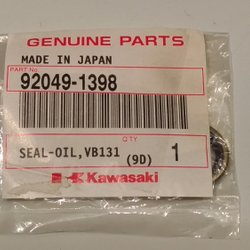 GENUINE PARTS
MADE IN JAPAN
PART No.
92049-1398
QTY
SEAL-OIL,VB131 (9D) 1
Kawasaki